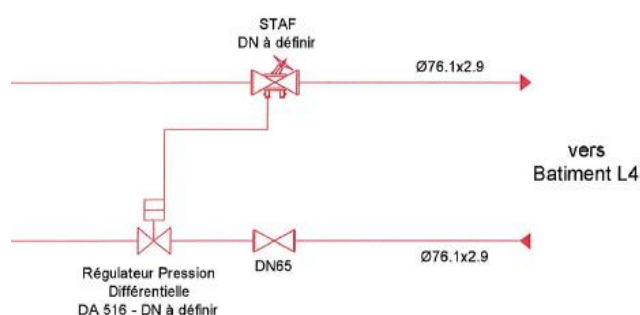 STAF
DN à définir
Ø76.1x2.9
vers
Batiment L4
DN65
Ø76.1x2.9
Régulateur Pression
Différentielle
DA 516 - DN à définir